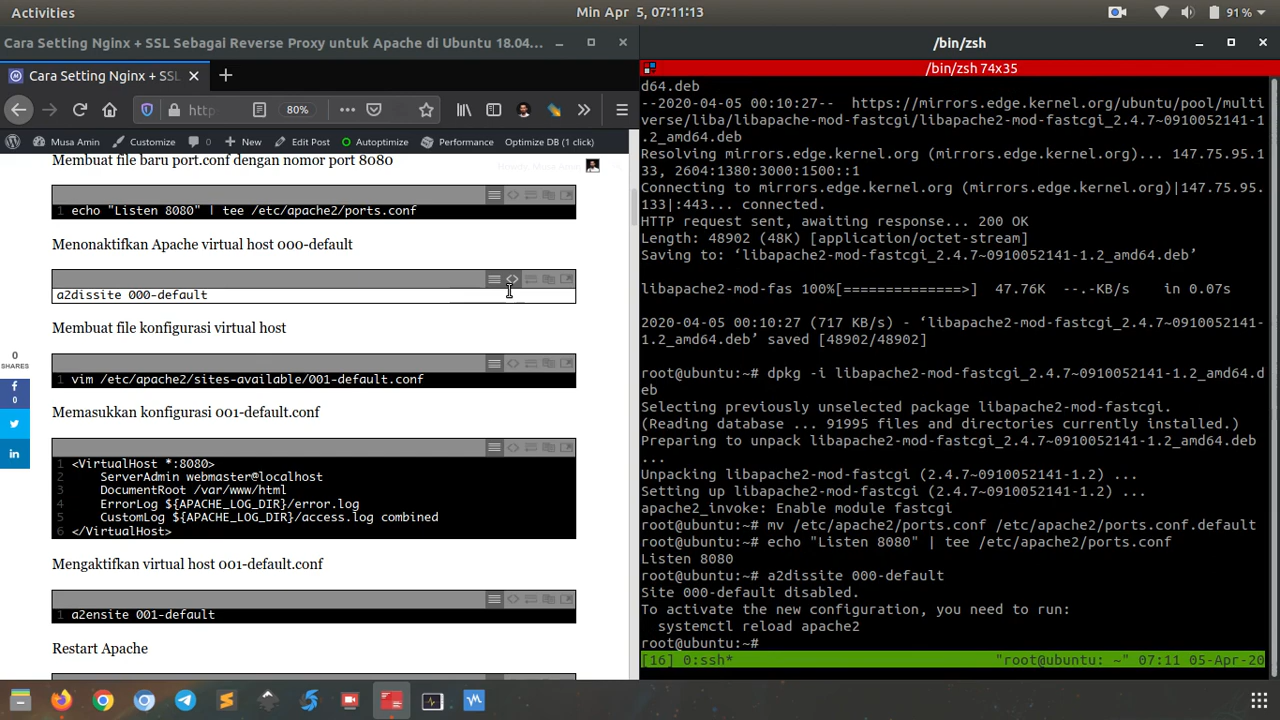 Activities
Min Apr 5, 07:11:13
91%
Cara Setting Nginx + SSL Sebagai Reverse Proxy untuk Apache di Ubuntu 18.04...
Cara Setting Nginx + SSL
http
80%
Musa Amin
Customize
0
New
Edit Post
Autoptimize
Performance
Optimize DB (1 click)
Membuat file baru port.conf dengan nomor port 8080
1 echo "Listen 8080" | tee /etc/apache2/ports.conf
Menonaktifkan Apache virtual host 000-default
a2dissite 000-default
Membuat file konfigurasi virtual host
1 vim /etc/apache2/sites-available/001-default.conf
Memasukkan konfigurasi 001-default.conf
1 <VirtualHost *:8080>
2 ServerAdmin webmaster@localhost
3 DocumentRoot /var/www/html
4 ErrorLog ${APACHE_LOG_DIR}/error.log
5 CustomLog ${APACHE_LOG_DIR}/access.log combined
6 </VirtualHost>
Mengaktifkan virtual host 001-default.conf
1 a2ensite 001-default
Restart Apache
0
SHARES
0
/bin/zsh
/bin/zsh 74x35
d64.deb
--2020-04-05 00:10:27-- https://mirrors.edge.kernel.org/ubuntu/pool/multi
verse/liba/libapache-mod-fastcgi/libapache2-mod-fastcgi_2.4.7~0910052141-1
.2_amd64.deb
Resolving mirrors.edge.kernel.org (mirrors.edge.kernel.org)... 147.75.95.1
33, 2604:1380:3000:1500::1
Connecting to mirrors.edge.kernel.org (mirrors.edge.kernel.org)|147.75.95.
133|:443... connected.
HTTP request sent, awaiting response... 200 OK
Length: 48902 (48K) [application/octet-stream]
Saving to: ‘libapache2-mod-fastcgi_2.4.7~0910052141-1.2_amd64.deb’
libapache2-mod-fas 100%[==============>] 47.76K --.-KB/s in 0.07s
2020-04-05 00:10:27 (717 KB/s) - ‘libapache2-mod-fastcgi_2.4.7~0910052141-
1.2_amd64.deb’ saved [48902/48902]
root@ubuntu:~# dpkg -i libapache2-mod-fastcgi_2.4.7~0910052141-1.2_amd64.d
eb
Selecting previously unselected package libapache2-mod-fastcgi.
(Reading database ... 91995 files and directories currently installed.)
Preparing to unpack libapache2-mod-fastcgi_2.4.7~0910052141-1.2_amd64.deb
...
Unpacking libapache2-mod-fastcgi (2.4.7~0910052141-1.2) ...
Setting up libapache2-mod-fastcgi (2.4.7~0910052141-1.2) ...
apache2_invoke: Enable module fastcgi
root@ubuntu:~# mv /etc/apache2/ports.conf /etc/apache2/ports.conf.default
root@ubuntu:~# echo "Listen 8080" | tee /etc/apache2/ports.conf
Listen 8080
root@ubuntu:~# a2dissite 000-default
Site 000-default disabled.
To activate the new configuration, you need to run:
systemctl reload apache2
root@ubuntu:~#
[16] 0:ssh* "root@ubuntu: ~" 07:11 05-Apr-20